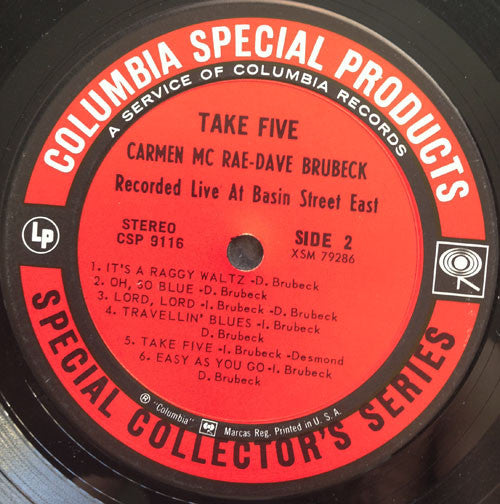 COLUMBIA SPECIAL PRODUCTS
A SERVICE OF COLUMBIA RECORDS
TAKE FIVE
CARMEN MC RAE-DAVE BRUBECK
Recorded Live At Basin Street East
LP
STEREO
CSP 9116
SIDE 2
XSM 79286
1. IT'S A RAGGY WALTZ -D. Brubeck
2. OH, SO BLUE -D. Brubeck
3. LORD, LORD -I. Brubeck -D. Brubeck
4. TRAVELLIN' BLUES -I. Brubeck
D. Brubeck
5. TAKE FIVE -I. Brubeck -Desmond
6. EASY AS YOU GO -I. Brubeck
D. Brubeck
℗ "Columbia" Marcas Reg. Printed in U. S. A.
SPECIAL COLLECTOR'S SERIES